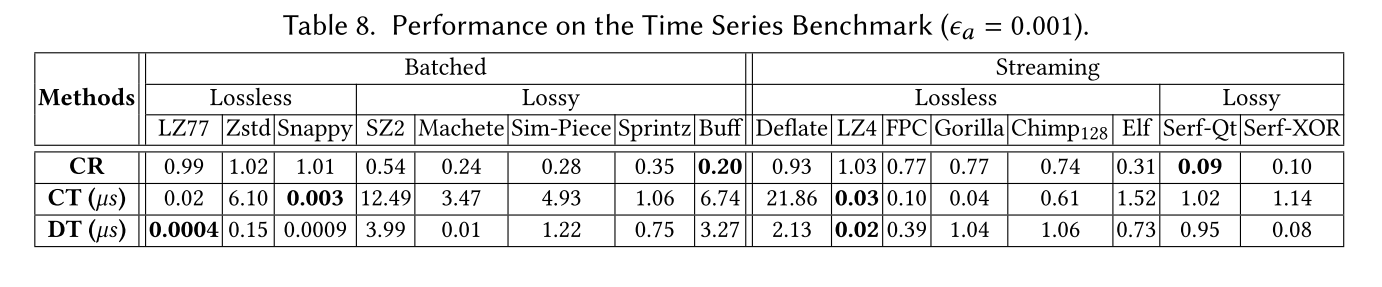 Table 8. Performance on the Time Series Benchmark (ϵa = 0.001).
Methods Batched Streaming
Lossless Lossy Lossless Lossy
LZ77 Zstd Snappy SZ2 Machete Sim-Piece Sprintz Buff Deflate LZ4 FPC Gorilla Chimp128 Elf Serf-Qt Serf-XOR
CR 0.99 1.02 1.01 0.54 0.24 0.28 0.35 0.20 0.93 1.03 0.77 0.77 0.74 0.31 0.09 0.10
CT (μs) 0.02 6.10 0.003 12.49 3.47 4.93 1.06 6.74 21.86 0.03 0.10 0.04 0.61 1.52 1.02 1.14
DT (μs) 0.0004 0.15 0.0009 3.99 0.01 1.22 0.75 3.27 2.13 0.02 0.39 1.04 1.06 0.73 0.95 0.08